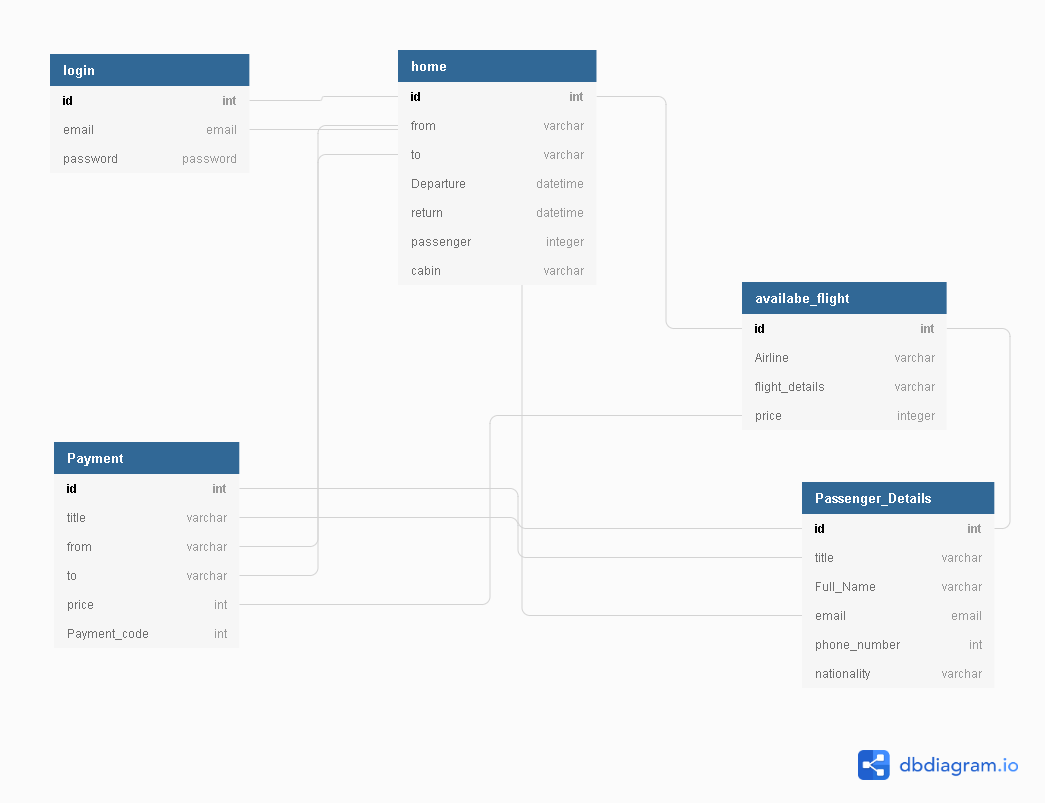 login
id int
email email
password password
home
id int
from varchar
to varchar
Departure datetime
return datetime
passenger integer
cabin varchar
availabe_flight
id int
Airline varchar
flight_details varchar
price integer
Payment
id int
title varchar
from varchar
to varchar
price int
Payment_code int
Passenger_Details
id int
title varchar
Full_Name varchar
email email
phone_number int
nationality varchar
dbdiagram.io